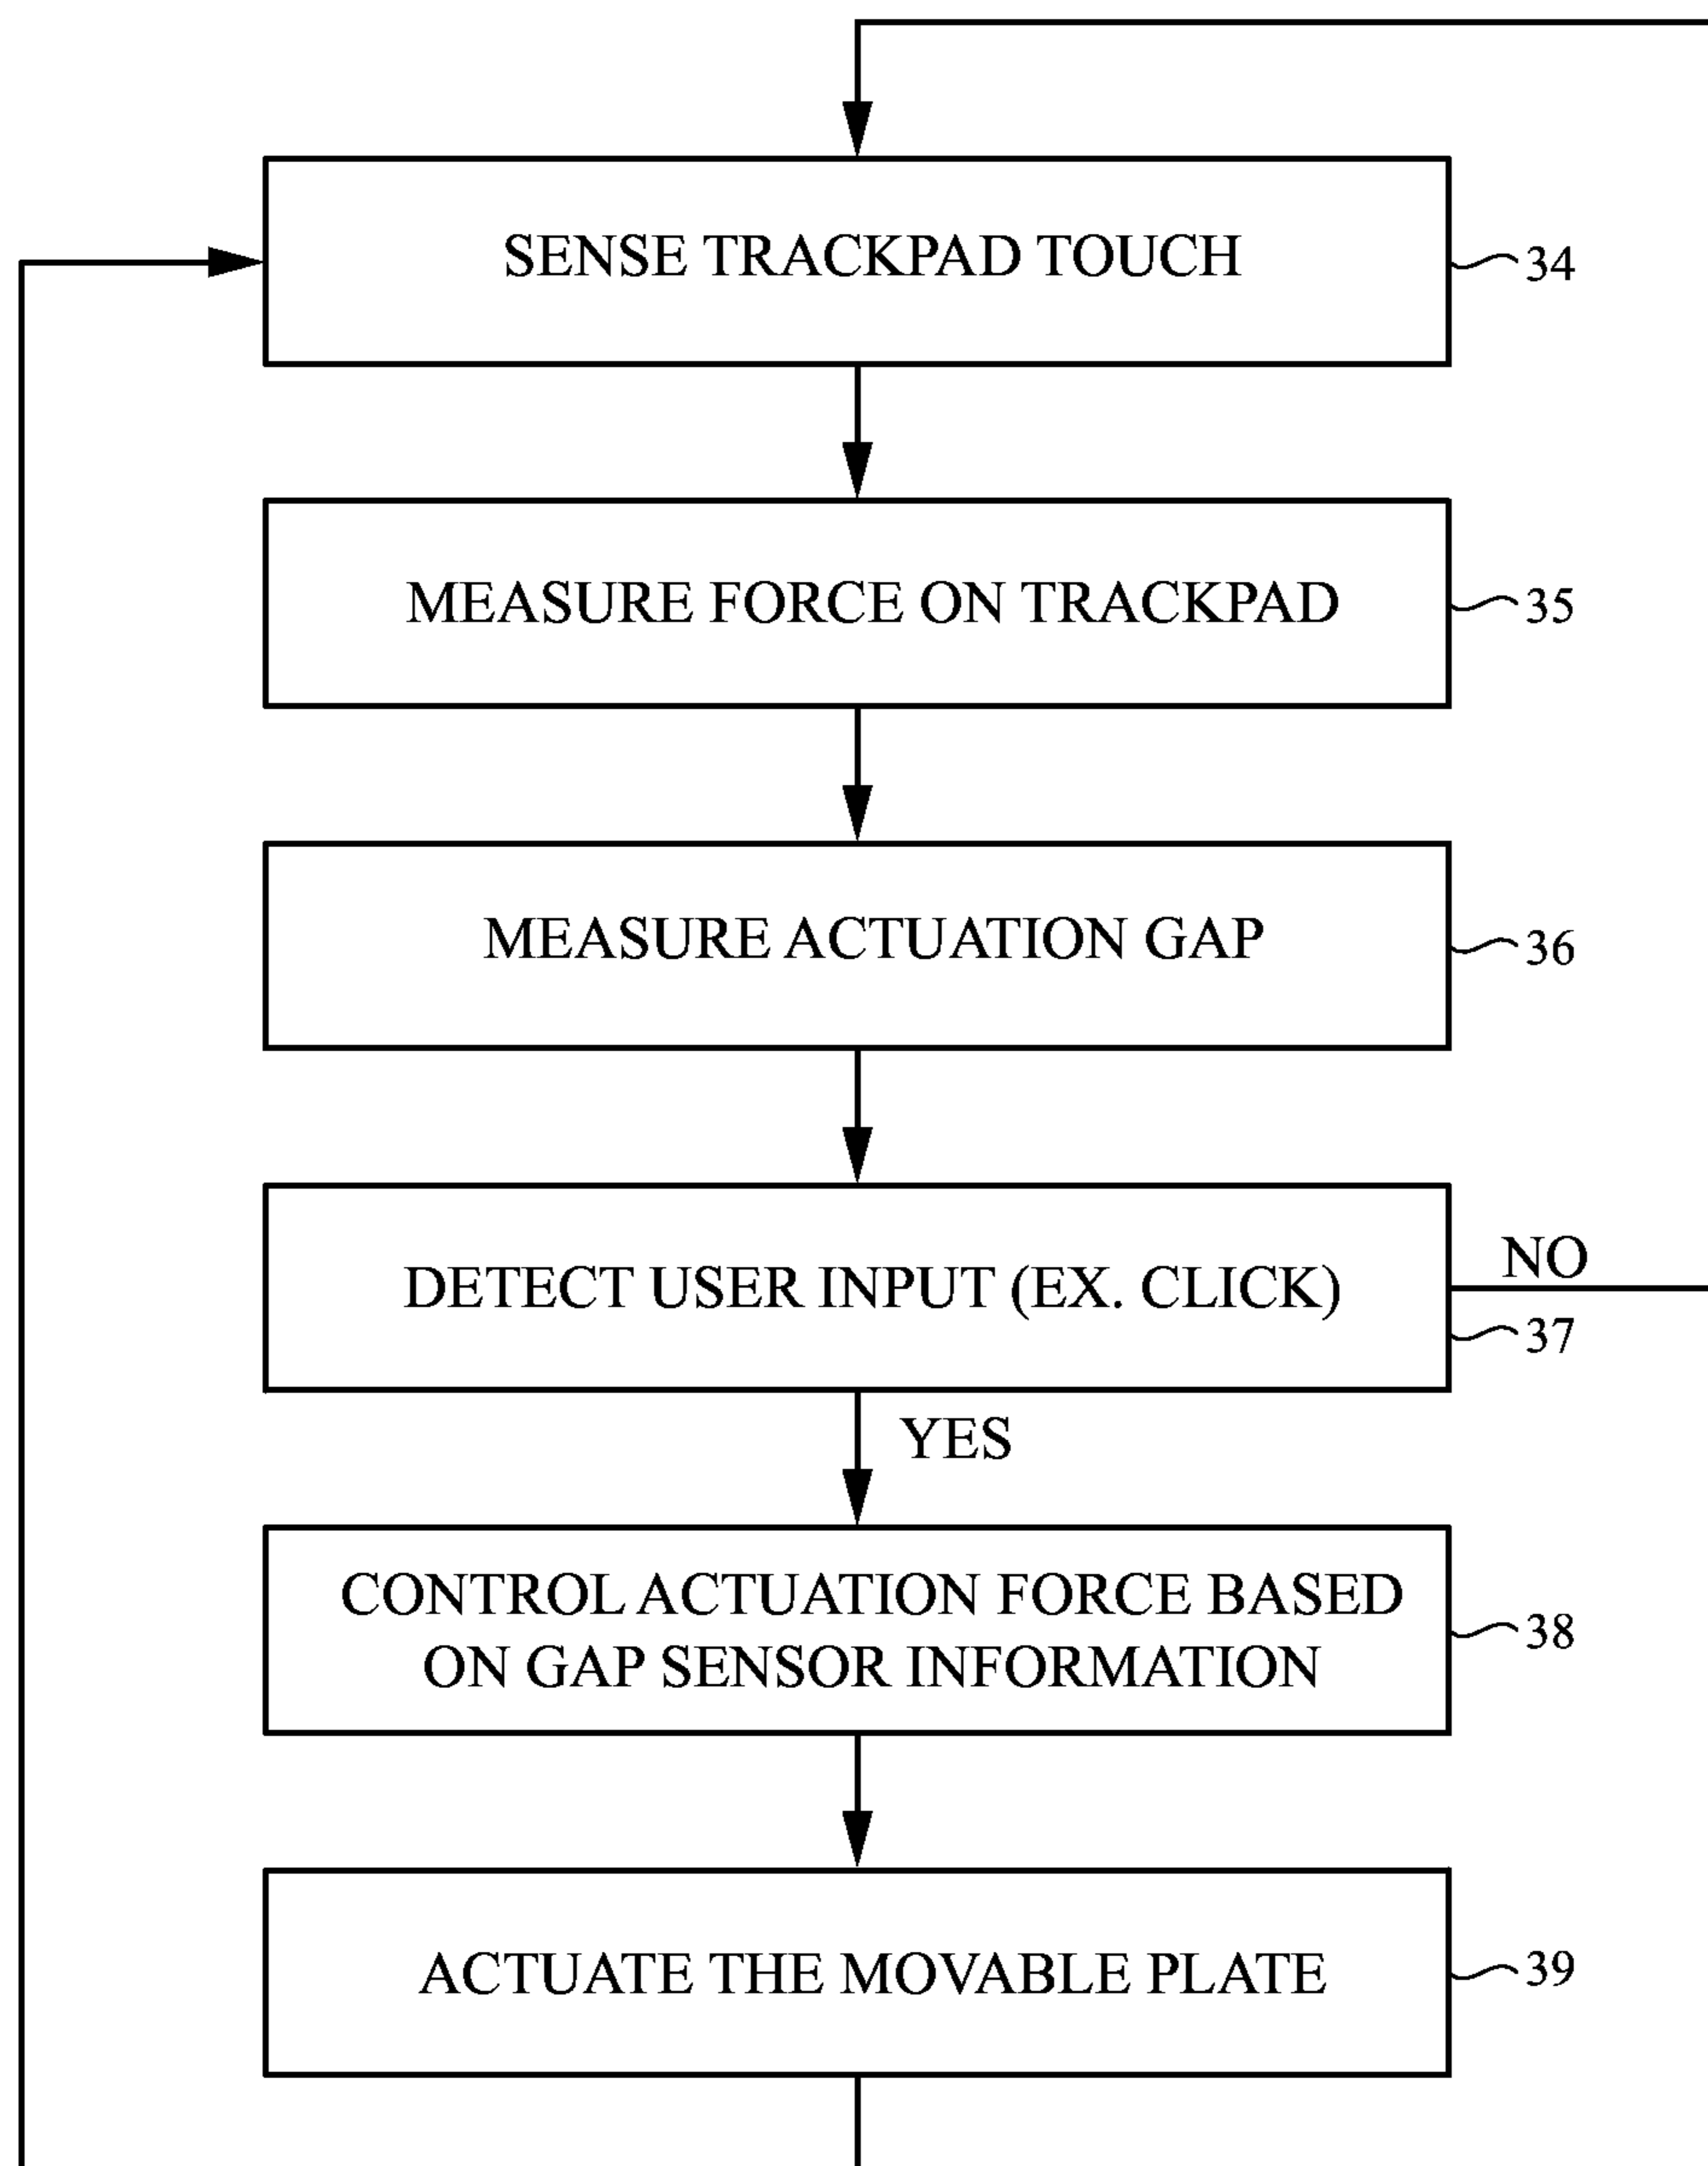 SENSE TRACKPAD TOUCH
34
MEASURE FORCE ON TRACKPAD
35
MEASURE ACTUATION GAP
36
DETECT USER INPUT (EX. CLICK)
NO
37
YES
CONTROL ACTUATION FORCE BASED
ON GAP SENSOR INFORMATION
38
ACTUATE THE MOVABLE PLATE
39